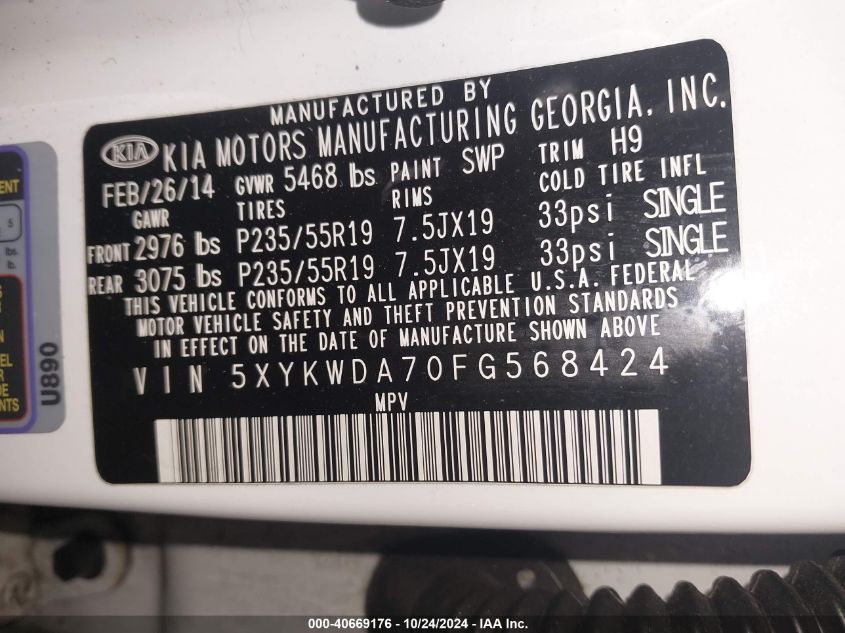 MANUFACTURED BY
KIA KIA MOTORS MANUFACTURING GEORGIA, INC.
FEB/26/14 GVWR 5468 lbs PAINT SWP TRIM H9
GAWR TIRES RIMS COLD TIRE INFL
FRONT 2976 lbs P235/55R19 7.5JX19 33psi SINGLE
REAR 3075 lbs P235/55R19 7.5JX19 33psi SINGLE
THIS VEHICLE CONFORMS TO ALL APPLICABLE U.S.A. FEDERAL
MOTOR VEHICLE SAFETY AND THEFT PREVENTION STANDARDS
IN EFFECT ON THE DATE OF MANUFACTURE SHOWN ABOVE
VIN 5XYKWDA70FG568424
MPV
U890
000-40669176 - 10/24/2024 - IAA Inc.